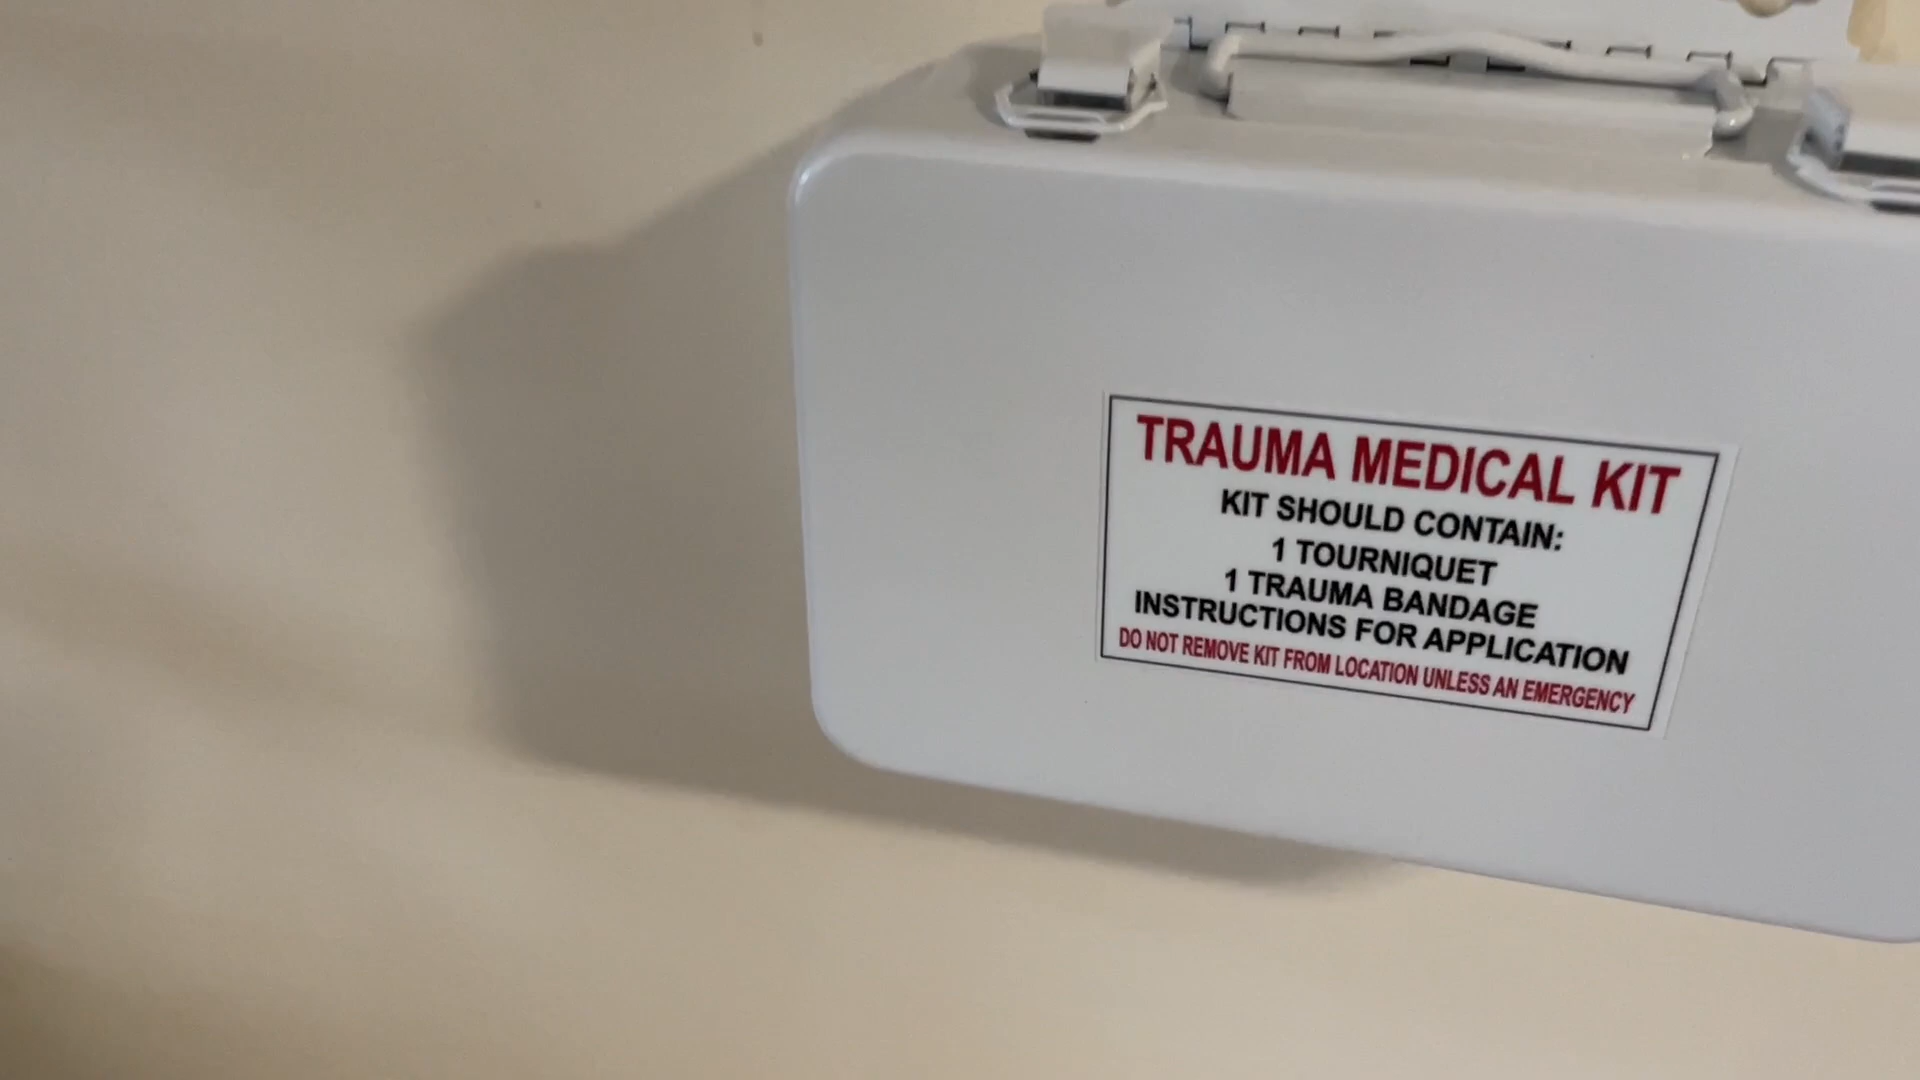 TRAUMA MEDICAL KIT
KIT SHOULD CONTAIN:
1 TOURNIQUET
1 TRAUMA BANDAGE
INSTRUCTIONS FOR APPLICATION
DO NOT REMOVE KIT FROM LOCATION UNLESS AN EMERGENCY